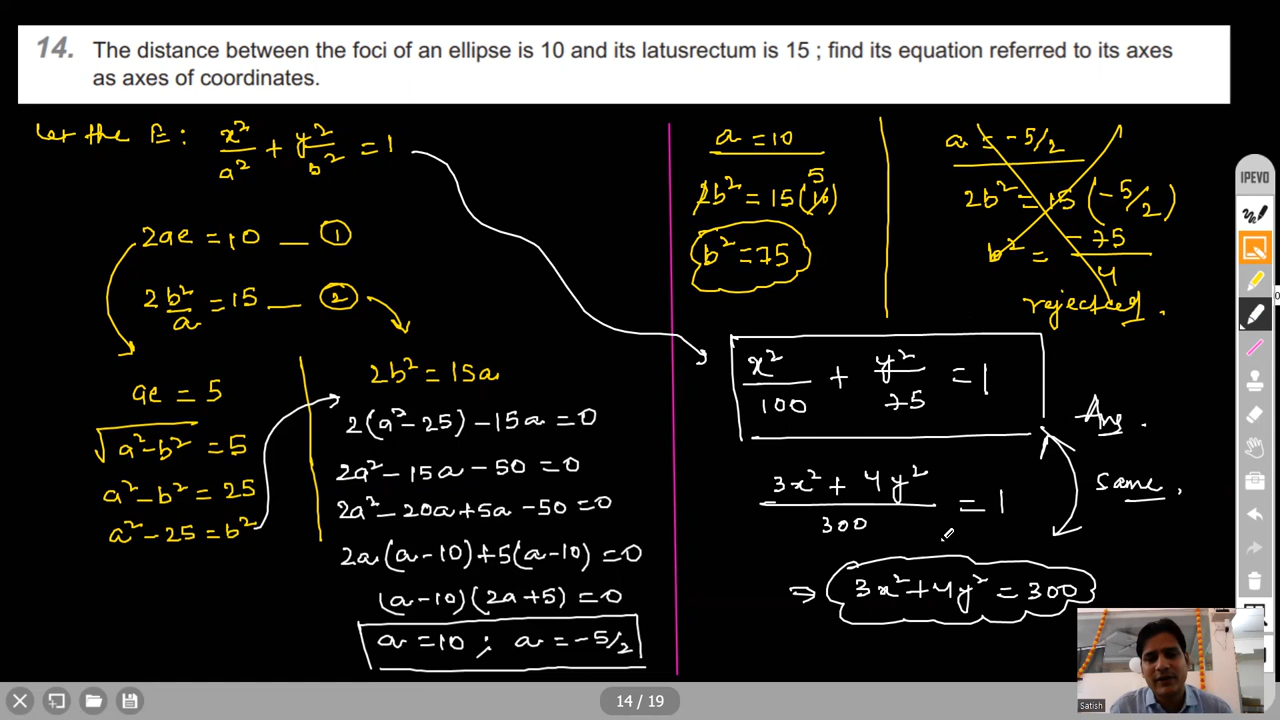 14. The distance between the foci of an ellipse is 10 and its latusrectum is 15 ; find its equation referred to its axes
as axes of coordinates.
Let the E: x²/a² + y²/b² = 1
2ae = 10 — ①
2b²/a = 15 — ②
ae = 5
√(a²-b²) = 5
a²-b² = 25
a²-25 = b²
2b² = 15a
2(a²-25) -15a = 0
2a² -15a -50 = 0
2a² -20a +5a -50 = 0
2a(a-10)+5(a-10) = 0
(a-10)(2a+5) = 0
a = 10 ; a = -5/2
a = 10
2b² = 15(10) 5
b² = 75
a = -5/2
2b² = 15(-5/2)
b² = -75/4
rejected.
x²/100 + y²/75 = 1
Ans.
(3x² + 4y²)/300 = 1
same.
⇒ 3x²+4y² = 300
IPEVO
Satish
14 / 19